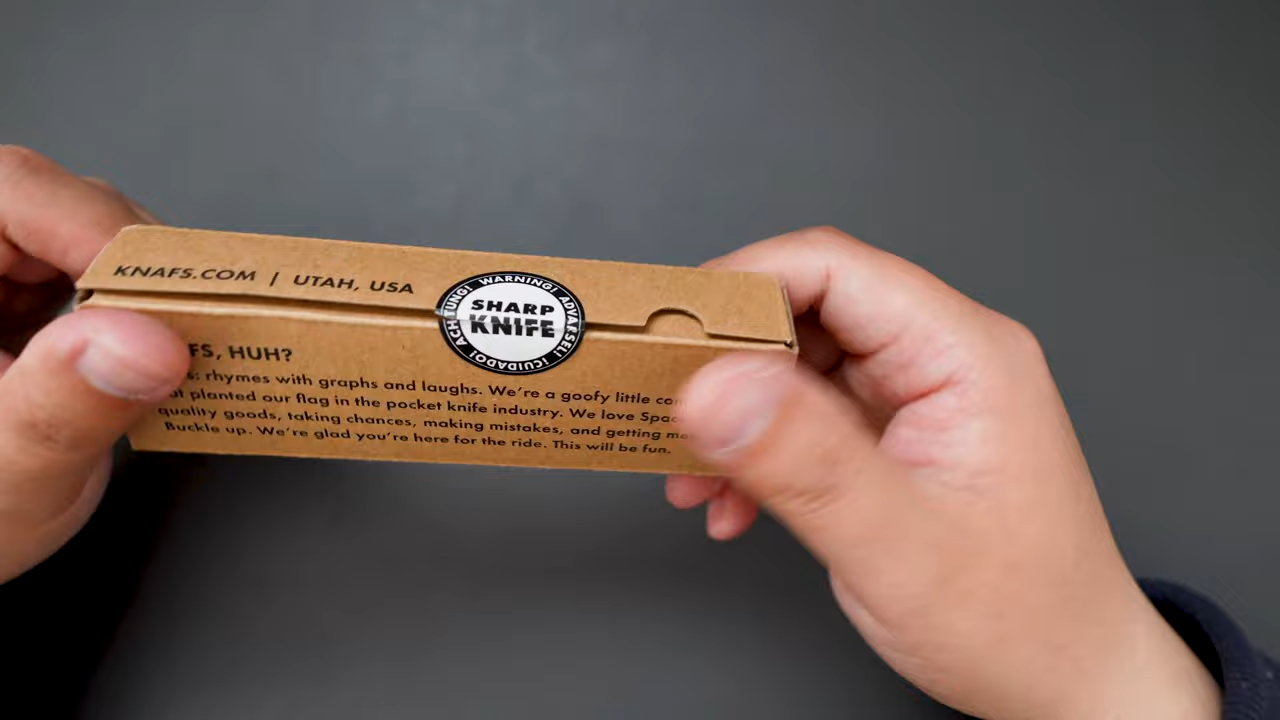 KNAFS.COM | UTAH, USA
WARNING! ADVARSEL! ¡CUIDADO! ACHTUNG!
SHARP
KNIFE
FS, HUH?
s: rhymes with graphs and laughs. We're a goofy little
planted our flag in the pocket knife industry. We love
quality goods, taking chances, making mistakes, and getting
Buckle up. We're glad you're here for the ride. This will be fun.